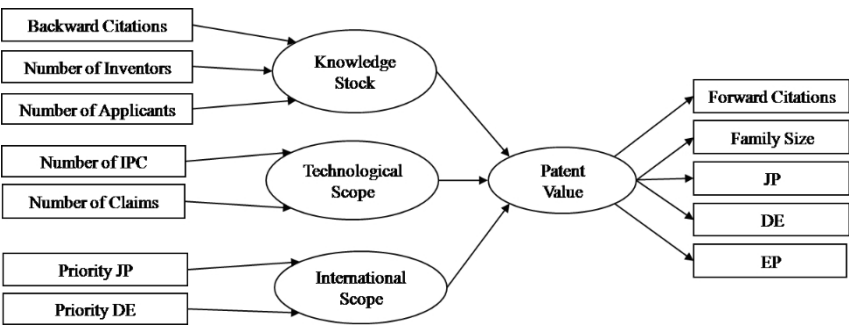 Backward Citations
Number of Inventors
Number of Applicants
Number of IPC
Number of Claims
Priority JP
Priority DE
Knowledge
Stock
Technological
Scope
International
Scope
Patent
Value
Forward Citations
Family Size
JP
DE
EP